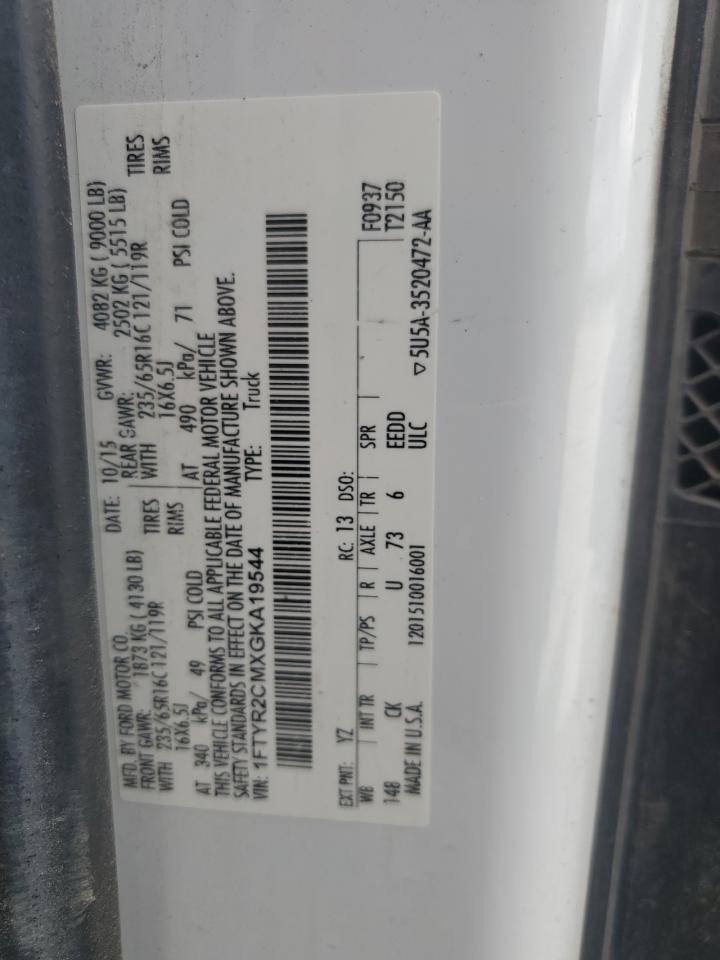 MFD. BY FORD MOTOR CO. DATE: 10/15 GVWR: 4082 KG ( 9000 LB)
FRONT GAWR: 1873 KG ( 4130 LB) REAR GAWR: 2502 KG ( 5515 LB)
WITH 235/65R16C 121/119R TIRES WITH 235/65R16C 121/119R TIRES
16X6.5J RIMS 16X6.5J RIMS
AT 340 kPa/ 49 PSI COLD AT 490 kPa/ 71 PSI COLD
THIS VEHICLE CONFORMS TO ALL APPLICABLE FEDERAL MOTOR VEHICLE
SAFETY STANDARDS IN EFFECT ON THE DATE OF MANUFACTURE SHOWN ABOVE.
VIN: 1FTYR2CMXGKA19544 TYPE: Truck
EXT PNT: YZ RC: 13 DSO: F0937
WB INT TR TP/PS R AXLE TR SPR T2150
148 CK U 73 6 EEDD
MADE IN U.S.A. 1201510016001 ULC ▽5U5A-3520472-AA